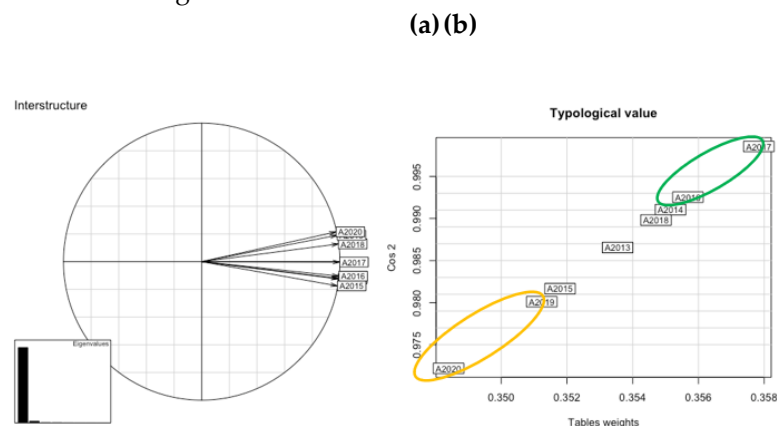 (a) (b)
Interstructure
A2020
A2018
A2017
A2016
A2015
Eigenvalues
Typological value
Cos 2
0.995
0.990
0.985
0.980
0.975
A2017
A2016
A2014
A2018
A2013
A2015
A2019
A2020
0.350 0.352 0.354 0.356 0.358
Tables weights